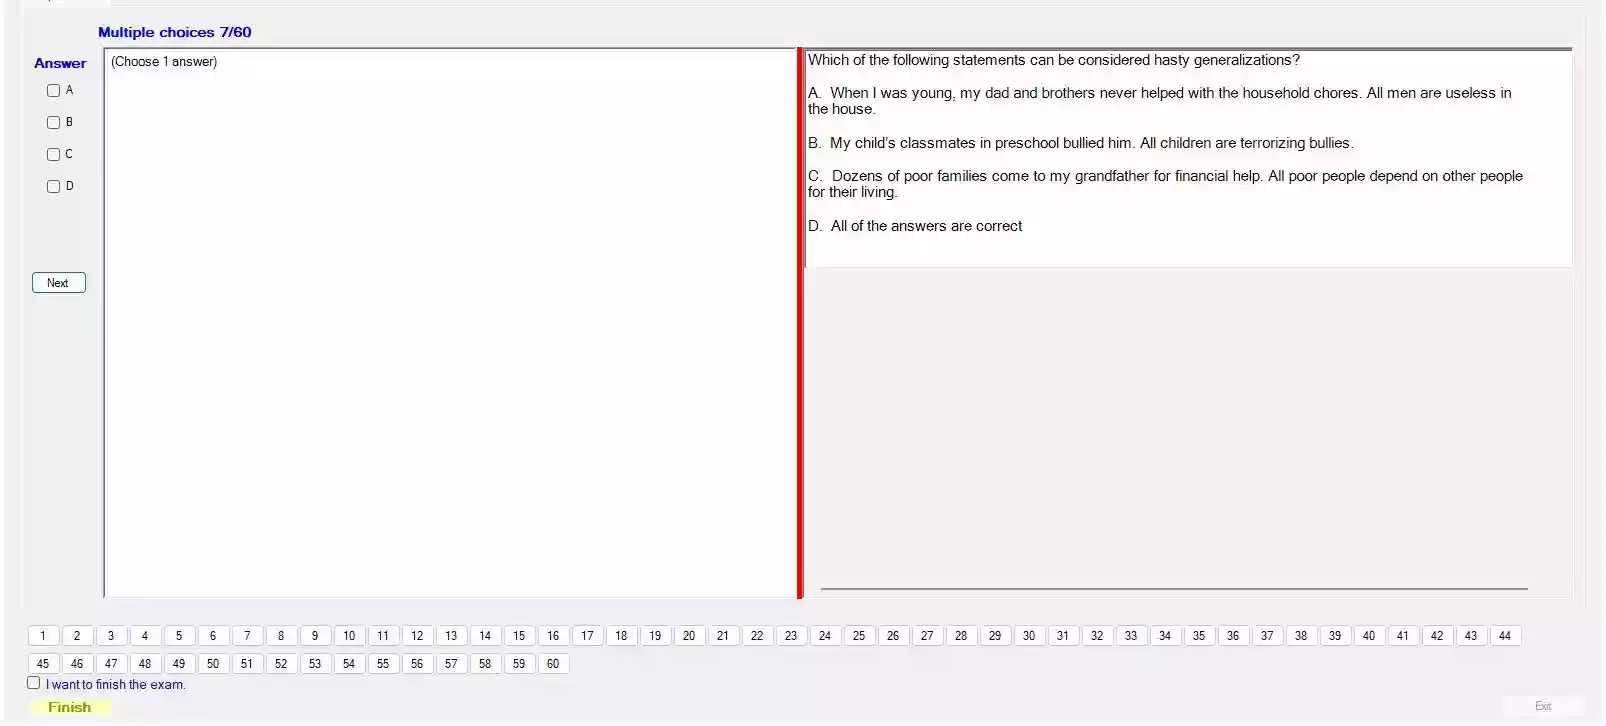 Multiple choices 7/60
Answer
(Choose 1 answer)
A
B
C
D
Next
Which of the following statements can be considered hasty generalizations?
A. When I was young, my dad and brothers never helped with the household chores. All men are useless in
the house.
B. My child's classmates in preschool bullied him. All children are terrorizing bullies.
C. Dozens of poor families come to my grandfather for financial help. All poor people depend on other people
for their living.
D. All of the answers are correct
1 2 3 4 5 6 7 8 9 10 11 12 13 14 15 16 17 18 19 20 21 22 23 24 25 26 27 28 29 30 31 32 33 34 35 36 37 38 39 40 41 42 43 44
45 46 47 48 49 50 51 52 53 54 55 56 57 58 59 60
I want to finish the exam.
Finish
Exit